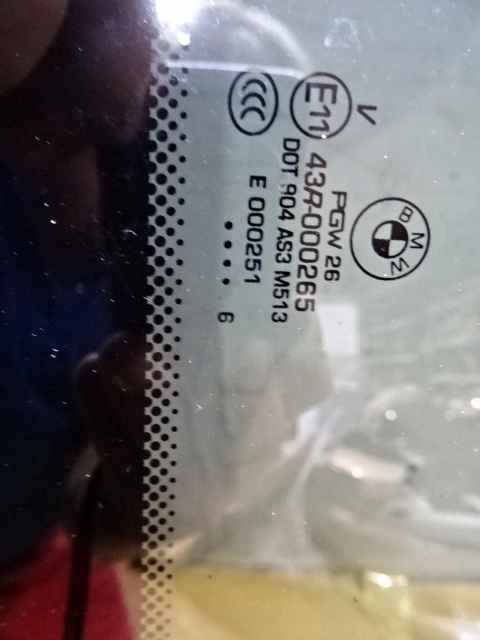 BMW
PGW 26
E11 43R-000265 V
DOT 904 AS3 M513
CCC E 000251
. . . . 6